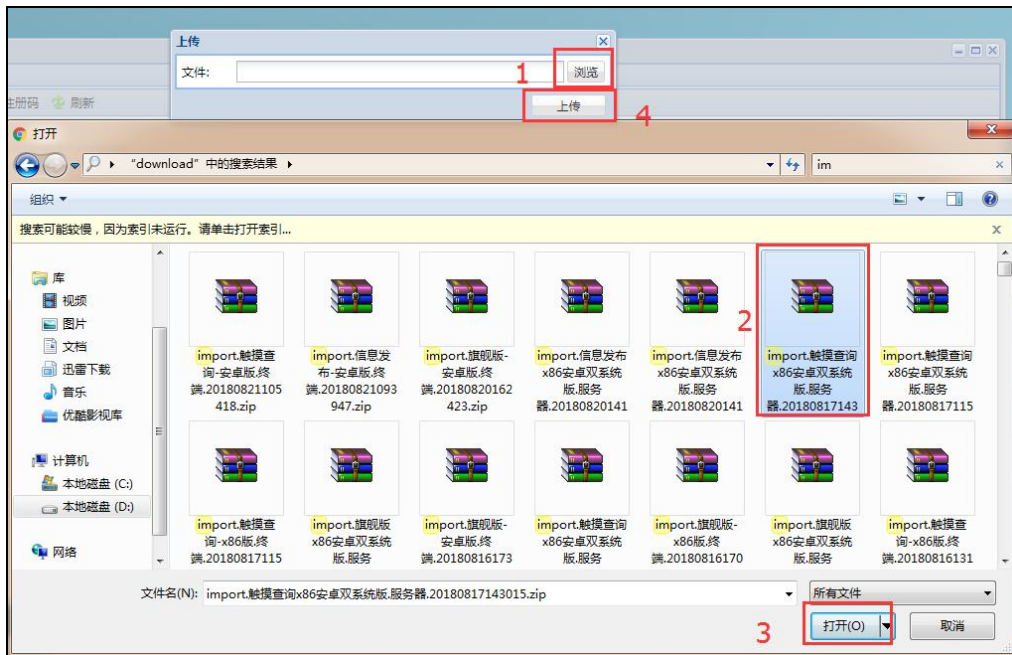 上传
文件:
1
浏览
上传
4
注册码 刷新
打开
“download”中的搜索结果
im
组织
搜索可能较慢，因为索引未运行。请单击打开索引...
库
视频
图片
文档
迅雷下载
音乐
优酷影视库
计算机
本地磁盘 (C:)
本地磁盘 (D:)
网络
import.触摸查
询-安卓版.终
端.20180821105
418.zip
import.信息发
布-安卓版.终
端.20180821093
947.zip
import.旗舰版-
安卓版.终
端.20180820162
423.zip
import.信息发布
x86安卓双系统
版.服务
器.20180820141
import.信息发布
x86安卓双系统
版.服务
器.20180820141
2
import.触摸查询
x86安卓双系统
版.服务
器.20180817143
import.触摸查询
x86安卓双系统
版.服务
器.20180817115
import.触摸查
询-x86版.终
端.20180817115
import.旗舰版
x86安卓双系统
版.服务
import.旗舰版-
安卓版.终
端.20180816173
import.触摸查询
x86安卓双系统
版.服务
import.旗舰版-
x86版.终
端.20180816170
import.旗舰版
x86安卓双系统
版.服务
import.触摸查
询-x86版.终
端.20180816131
文件名(N):
import.触摸查询x86安卓双系统版.服务器.20180817143015.zip
所有文件
3
打开(O)
取消